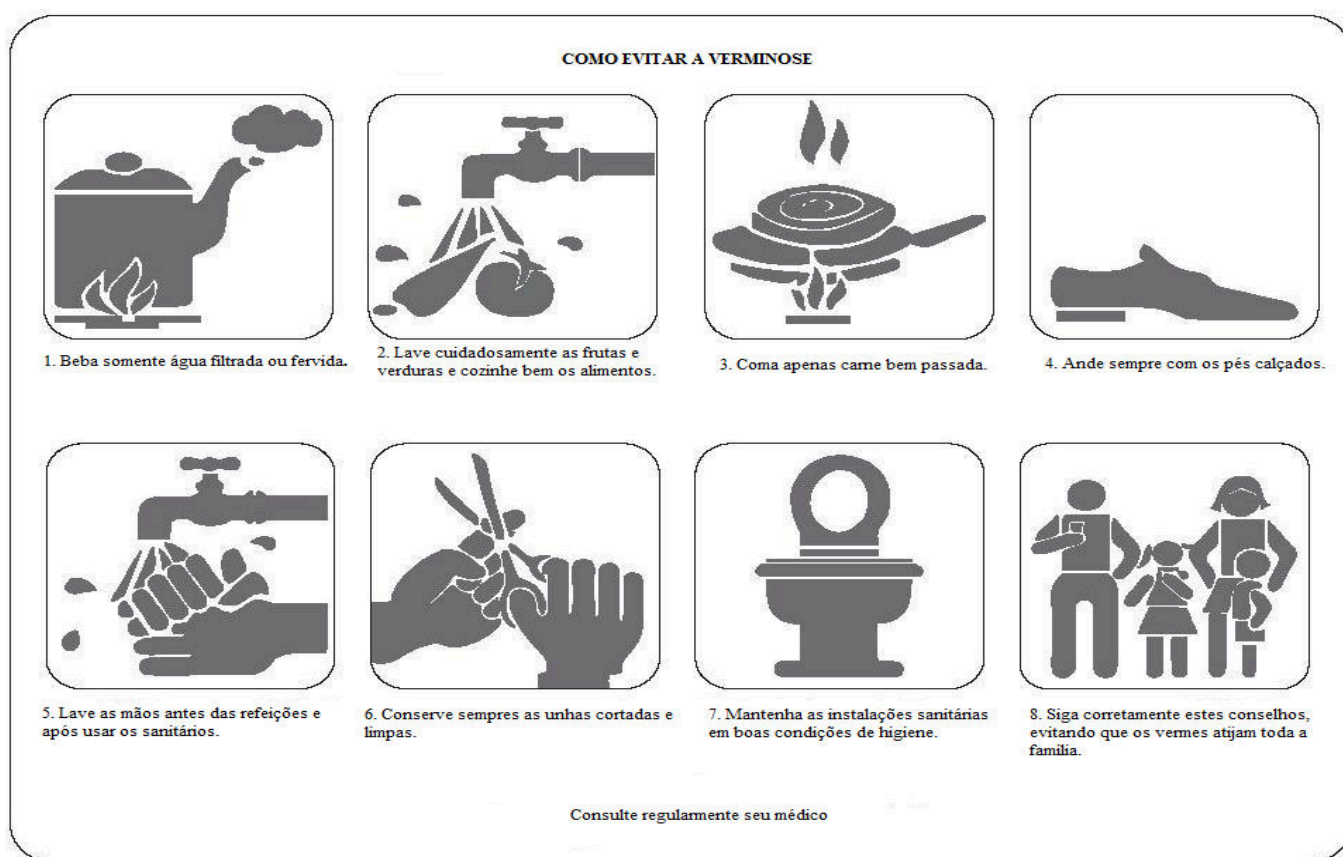 COMO EVITAR A VERMINOSE
1. Beba somente água filtrada ou fervida.
2. Lave cuidadosamente as frutas e
verduras e cozinhe bem os alimentos.
3. Coma apenas carne bem passada.
4. Ande sempre com os pés calçados.
5. Lave as mãos antes das refeições e
após usar os sanitários.
6. Conserve sempres as unhas cortadas e
limpas.
7. Mantenha as instalações sanitárias
em boas condições de higiene.
8. Siga corretamente estes conselhos,
evitando que os vermes atijam toda a
família.
Consulte regularmente seu médico